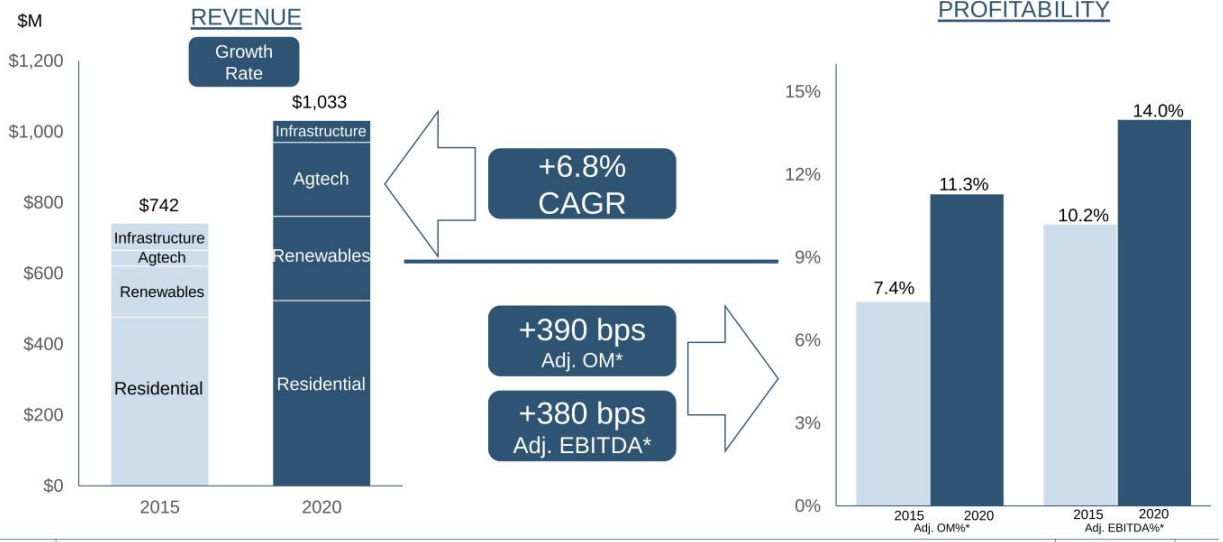 $M
REVENUE
Growth
Rate
$1,200
$1,000
$800
$600
$400
$200
$0
$742
Infrastructure
Agtech
Renewables
Residential
2015
$1,033
Infrastructure
Agtech
Renewables
Residential
2020
+6.8%
CAGR
+390 bps
Adj. OM*
+380 bps
Adj. EBITDA*
PROFITABILITY
15%
12%
9%
6%
3%
0%
7.4%
11.3%
10.2%
14.0%
2015 2020
Adj. OM%*
2015 2020
Adj. EBITDA%*